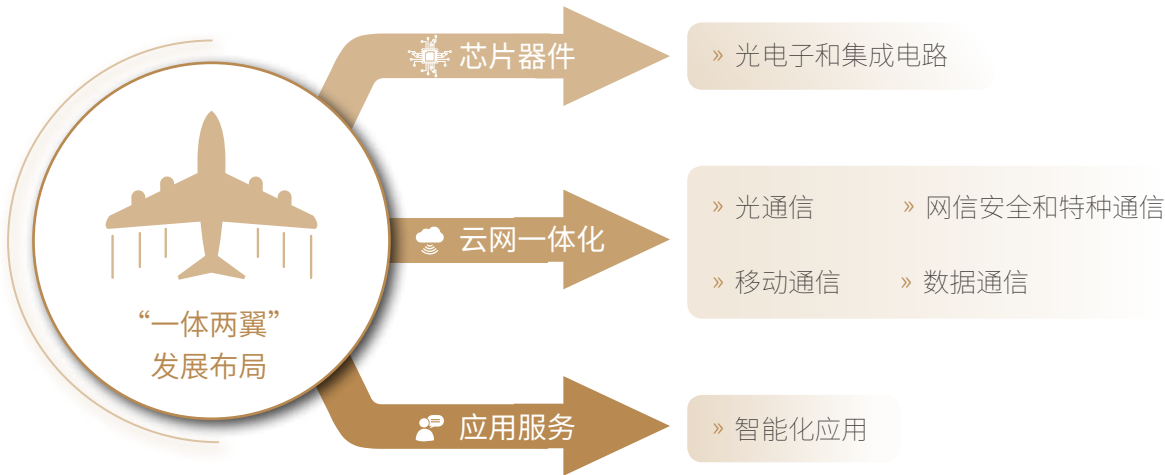 “一体两翼”
发展布局
芯片器件
» 光电子和集成电路
云网一体化
» 光通信
» 网信安全和特种通信
» 移动通信
» 数据通信
应用服务
» 智能化应用